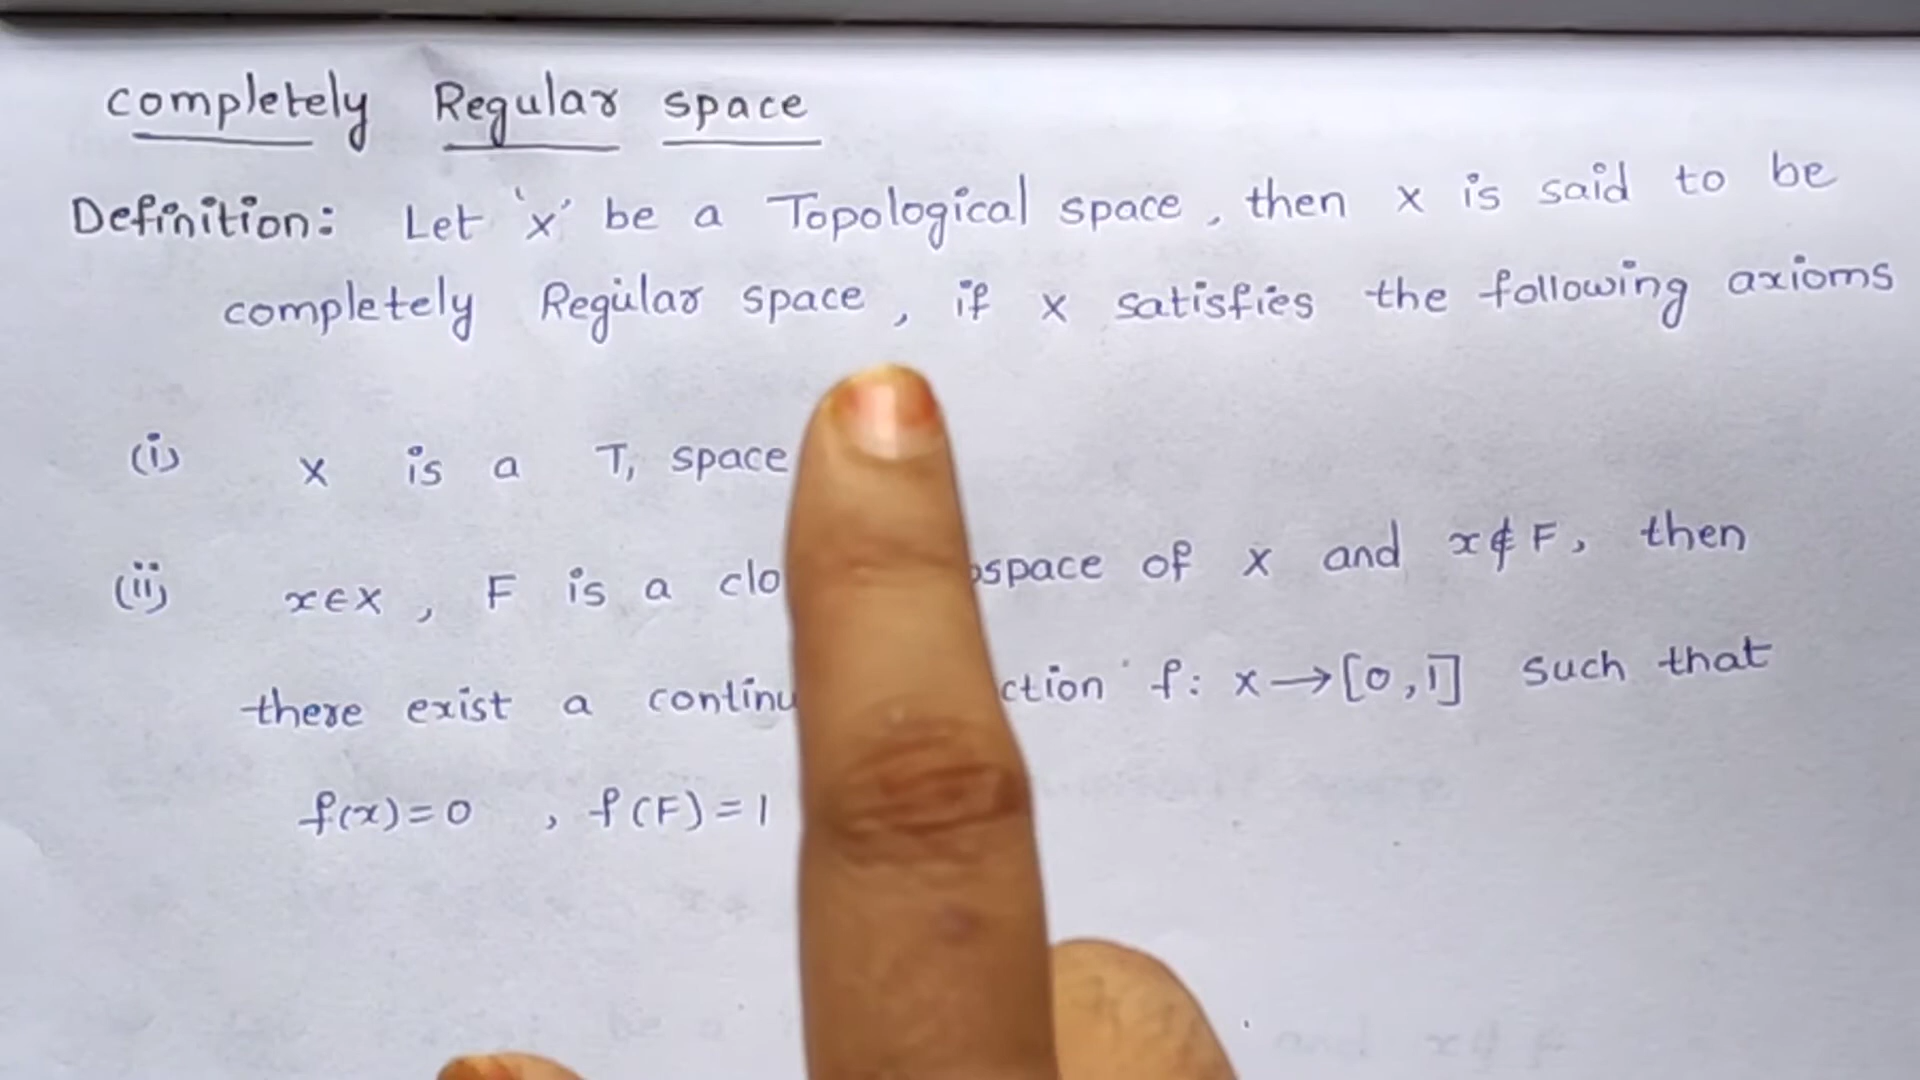 completely Regular space
Definition: Let 'x' be a Topological space, then x is said to be
completely Regular space, if x satisfies the following axioms
(i) X is a T₁ space
(ii) x∈X, F is a clo space of x and x∉F, then
there exist a continu ction f: x→[0,1] such that
f(x)=0, f(F)=1